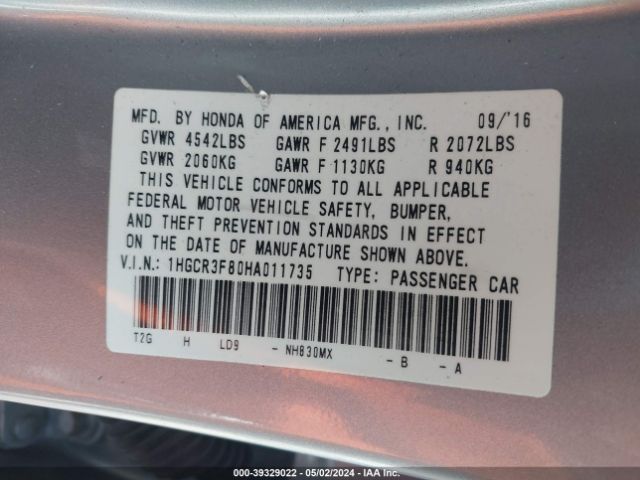 MFD. BY HONDA OF AMERICA MFG., INC. 09/'16
GVWR 4542LBS GAWR F 2491LBS R 2072LBS
GVWR 2060KG GAWR F 1130KG R 940KG
THIS VEHICLE CONFORMS TO ALL APPLICABLE
FEDERAL MOTOR VEHICLE SAFETY, BUMPER,
AND THEFT PREVENTION STANDARDS IN EFFECT
ON THE DATE OF MANUFACTURE SHOWN ABOVE.
V.I.N.: 1HGCR3F80HA011735 TYPE: PASSENGER CAR
T2G H LD9 - NH830MX - B - A
000-39329022 - 05/02/2024 - IAA Inc.